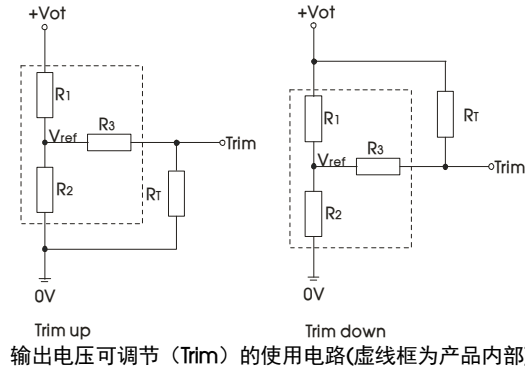 +Vot
+Vot
R1
R3
Vref
Trim
R2
RT
0V
R1
R3
RT
Vref
Trim
R2
0V
Trim up
Trim down
输出电压可调节（Trim）的使用电路(虚线框为产品内部)